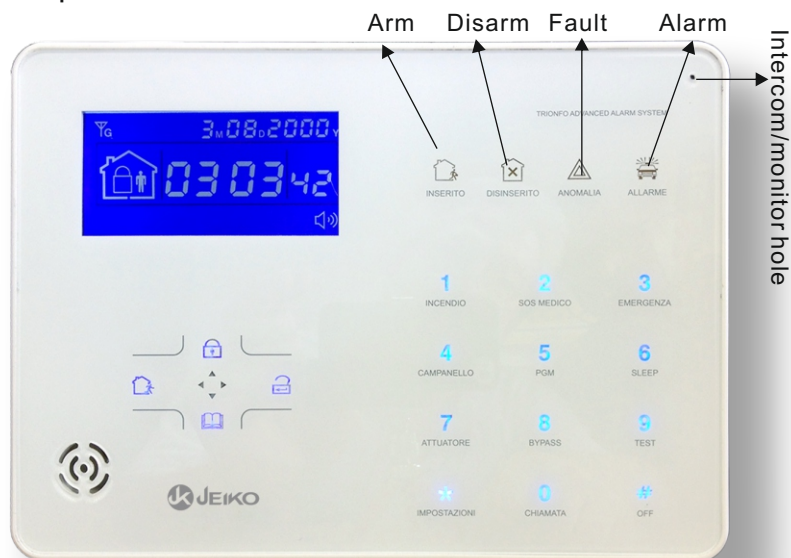 Arm Disarm Fault Alarm
Intercom/monitor hole
TRIONFO ADVANCED ALARM SYSTEM
G 3M08D2000Y
030342
INSERITO DISINSERITO ANOMALIA ALLARME
1 2 3
INCENDIO SOS MEDICO EMERGENZA
4 5 6
CAMPANELLO PGM SLEEP
7 8 9
ATTUATORE BYPASS TEST
* 0 #
IMPOSTAZIONI CHIAMATA OFF
JK JEIKO